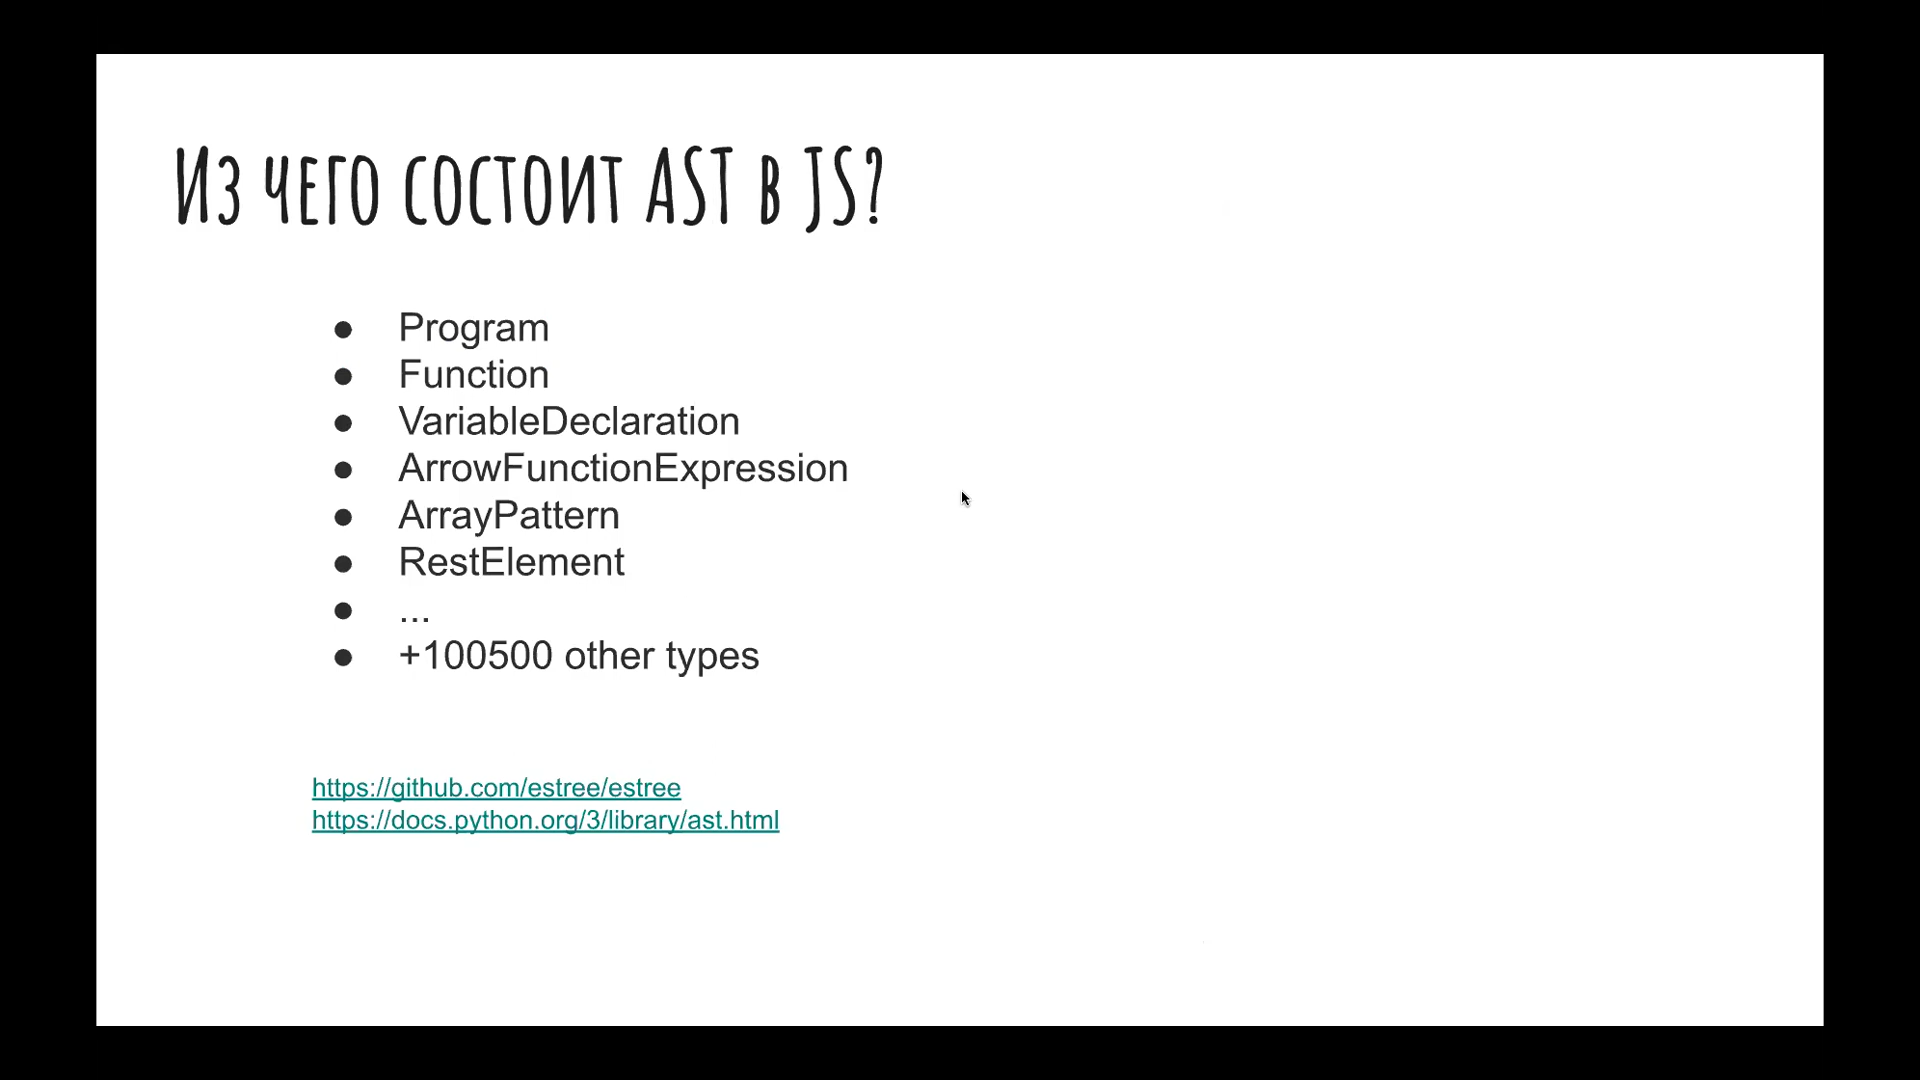 Из чего состоит AST в JS?
● Program
● Function
● VariableDeclaration
● ArrowFunctionExpression
● ArrayPattern
● RestElement
● ...
● +100500 other types
https://github.com/estree/estree
https://docs.python.org/3/library/ast.html